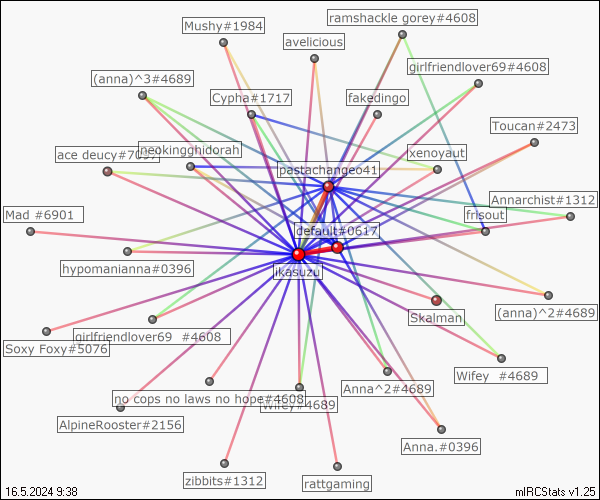 ramshackle gorey#4608
Mushy#1984
avelicious
girlfriendlover69#4608
(anna)^3#4689
Cypha#1717
fakedingo
Toucan#2473
neokingghidorah
xenoyaut
ace deucy#7097
pastachangeo41
Annarchist#1312
Mad #6901
frisout
default#0617
hypomanianna#0396
ikasuzu
(anna)^2#4689
Skalman
girlfriendlover69 #4608
Soxy Foxy#5076
Wifey #4689
Anna^2#4689
no cops no laws no hope#4608
Wifey#4689
AlpineRooster#2156
Anna.#0396
zibbits#1312
rattgaming
16.5.2024 9:38
mIRCStats v1.25